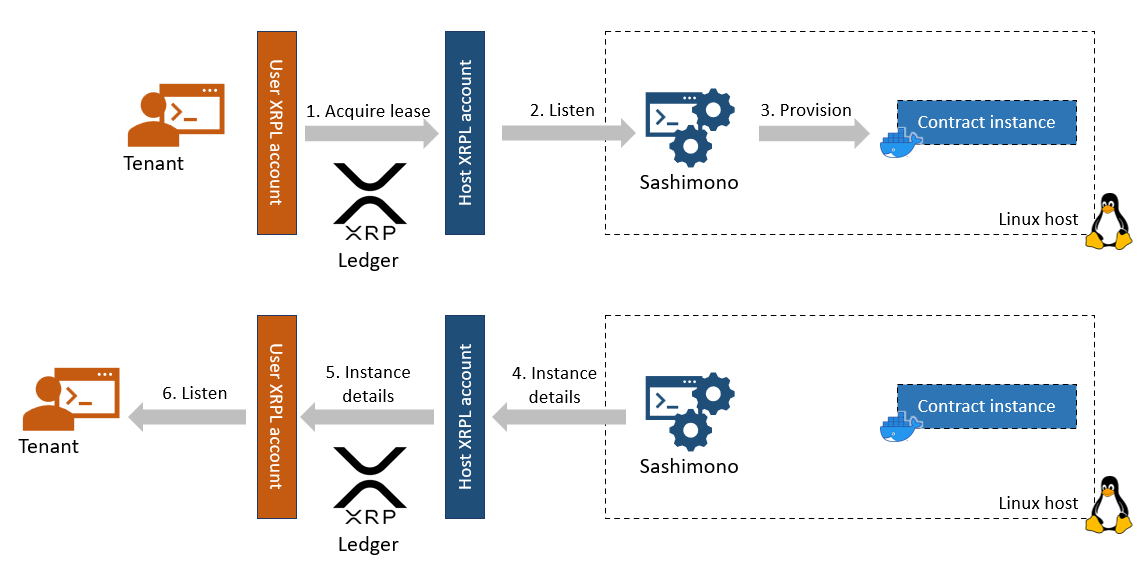 Tenant
User XRPL account
1. Acquire lease
XRP
Ledger
Host XRPL account
2. Listen
Sashimono
3. Provision
Contract instance
Linux host
Tenant
6. Listen
User XRPL account
5. Instance
details
XRP
Ledger
Host XRPL account
4. Instance
details
Sashimono
Contract instance
Linux host